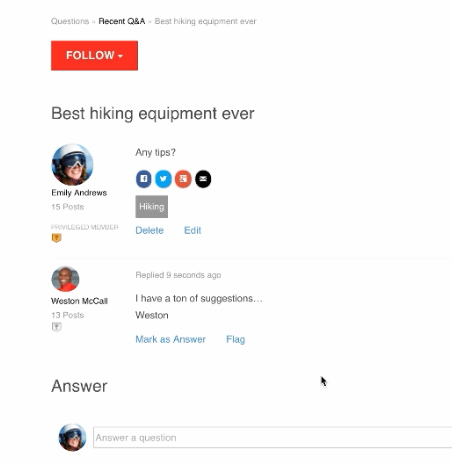 Questions » Recent Q&A » Best hiking equipment ever
FOLLOW
Best hiking equipment ever
Any tips?
Emily Andrews
15 Posts
Hiking
PRIVILEGED MEMBER
Delete Edit
Replied 9 seconds ago
Weston McCall
I have a ton of suggestions...
13 Posts
Weston
Mark as Answer Flag
Answer
Answer a question